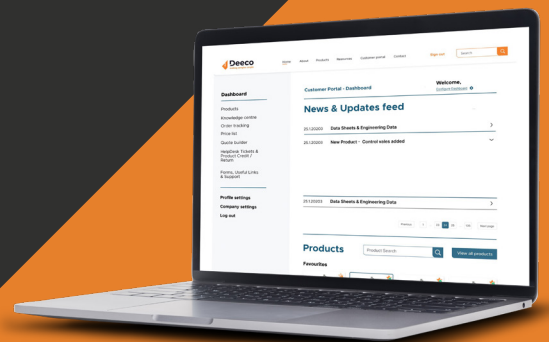 Deeco
Home About Products Resources Customer portal Contact Sign out Search
Dashboard
Products
Knowledge centre
Order tracking
Price list
Quote builder
HelpDesk Tickets &
Product Credit /
Return
Forms, Useful Links
& Support
Profile settings
Company settings
Log out
Customer Portal - Dashboard
Welcome,
News & Updates feed
Data Sheets & Engineering Data
New Product - Control valve added
Data Sheets & Engineering Data
Next page
Products
Product Search
View all products
Favourites